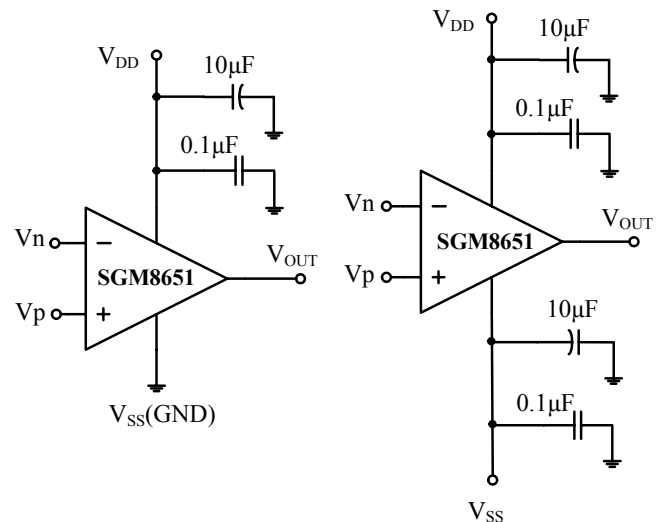 VDD
10μF
0.1μF
Vn
Vp
−
+
SGM8651
VOUT
VSS(GND)
VDD
10μF
0.1μF
Vn
Vp
−
+
SGM8651
VOUT
10μF
0.1μF
VSS